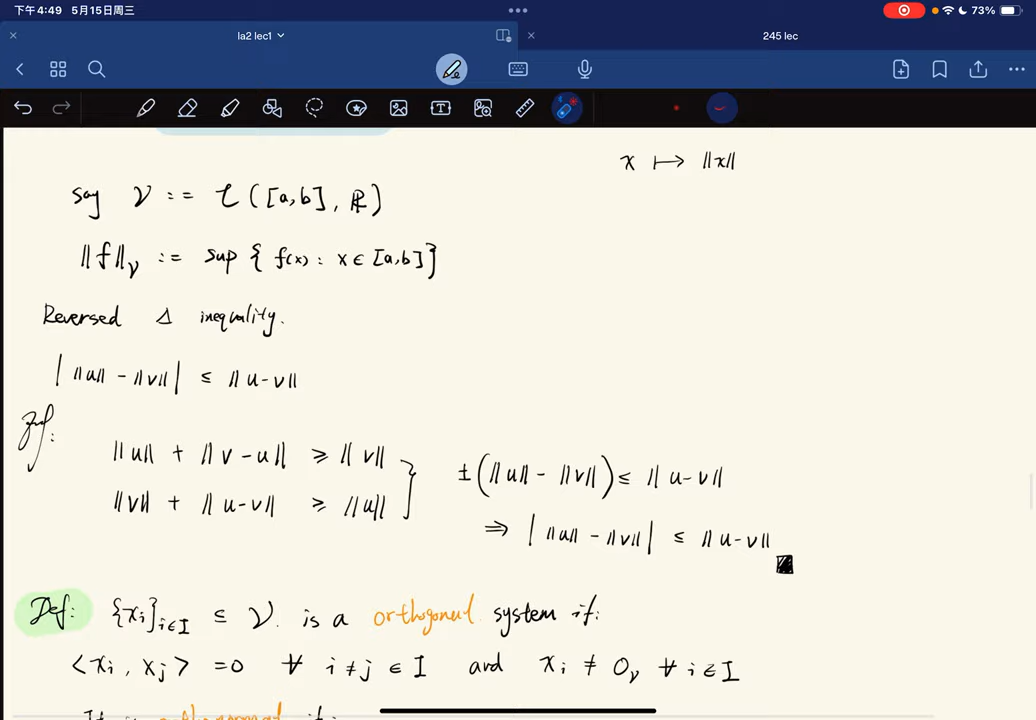 下午4:49 5月15日周三
73%
la2 lec1
245 lec
x ↦ ||x||
say V := C([a,b], ℝ)
||f||_V := sup{ f(x) : x ∈ [a,b]}
Reversed Δ inequality.
| ||u|| - ||v|| | ≤ ||u-v||
Prf:
||u|| + ||v-u|| ≥ ||v||
||v|| + ||u-v|| ≥ ||u||
±(||u|| - ||v||) ≤ ||u-v||
⇒ | ||u|| - ||v|| | ≤ ||u-v||
Def: {x_i}_{i∈I} ⊆ V. is a orthogonal system if:
<x_i, x_j> = 0 ∀ i≠j ∈ I and x_i ≠ 0_V ∀ i∈I